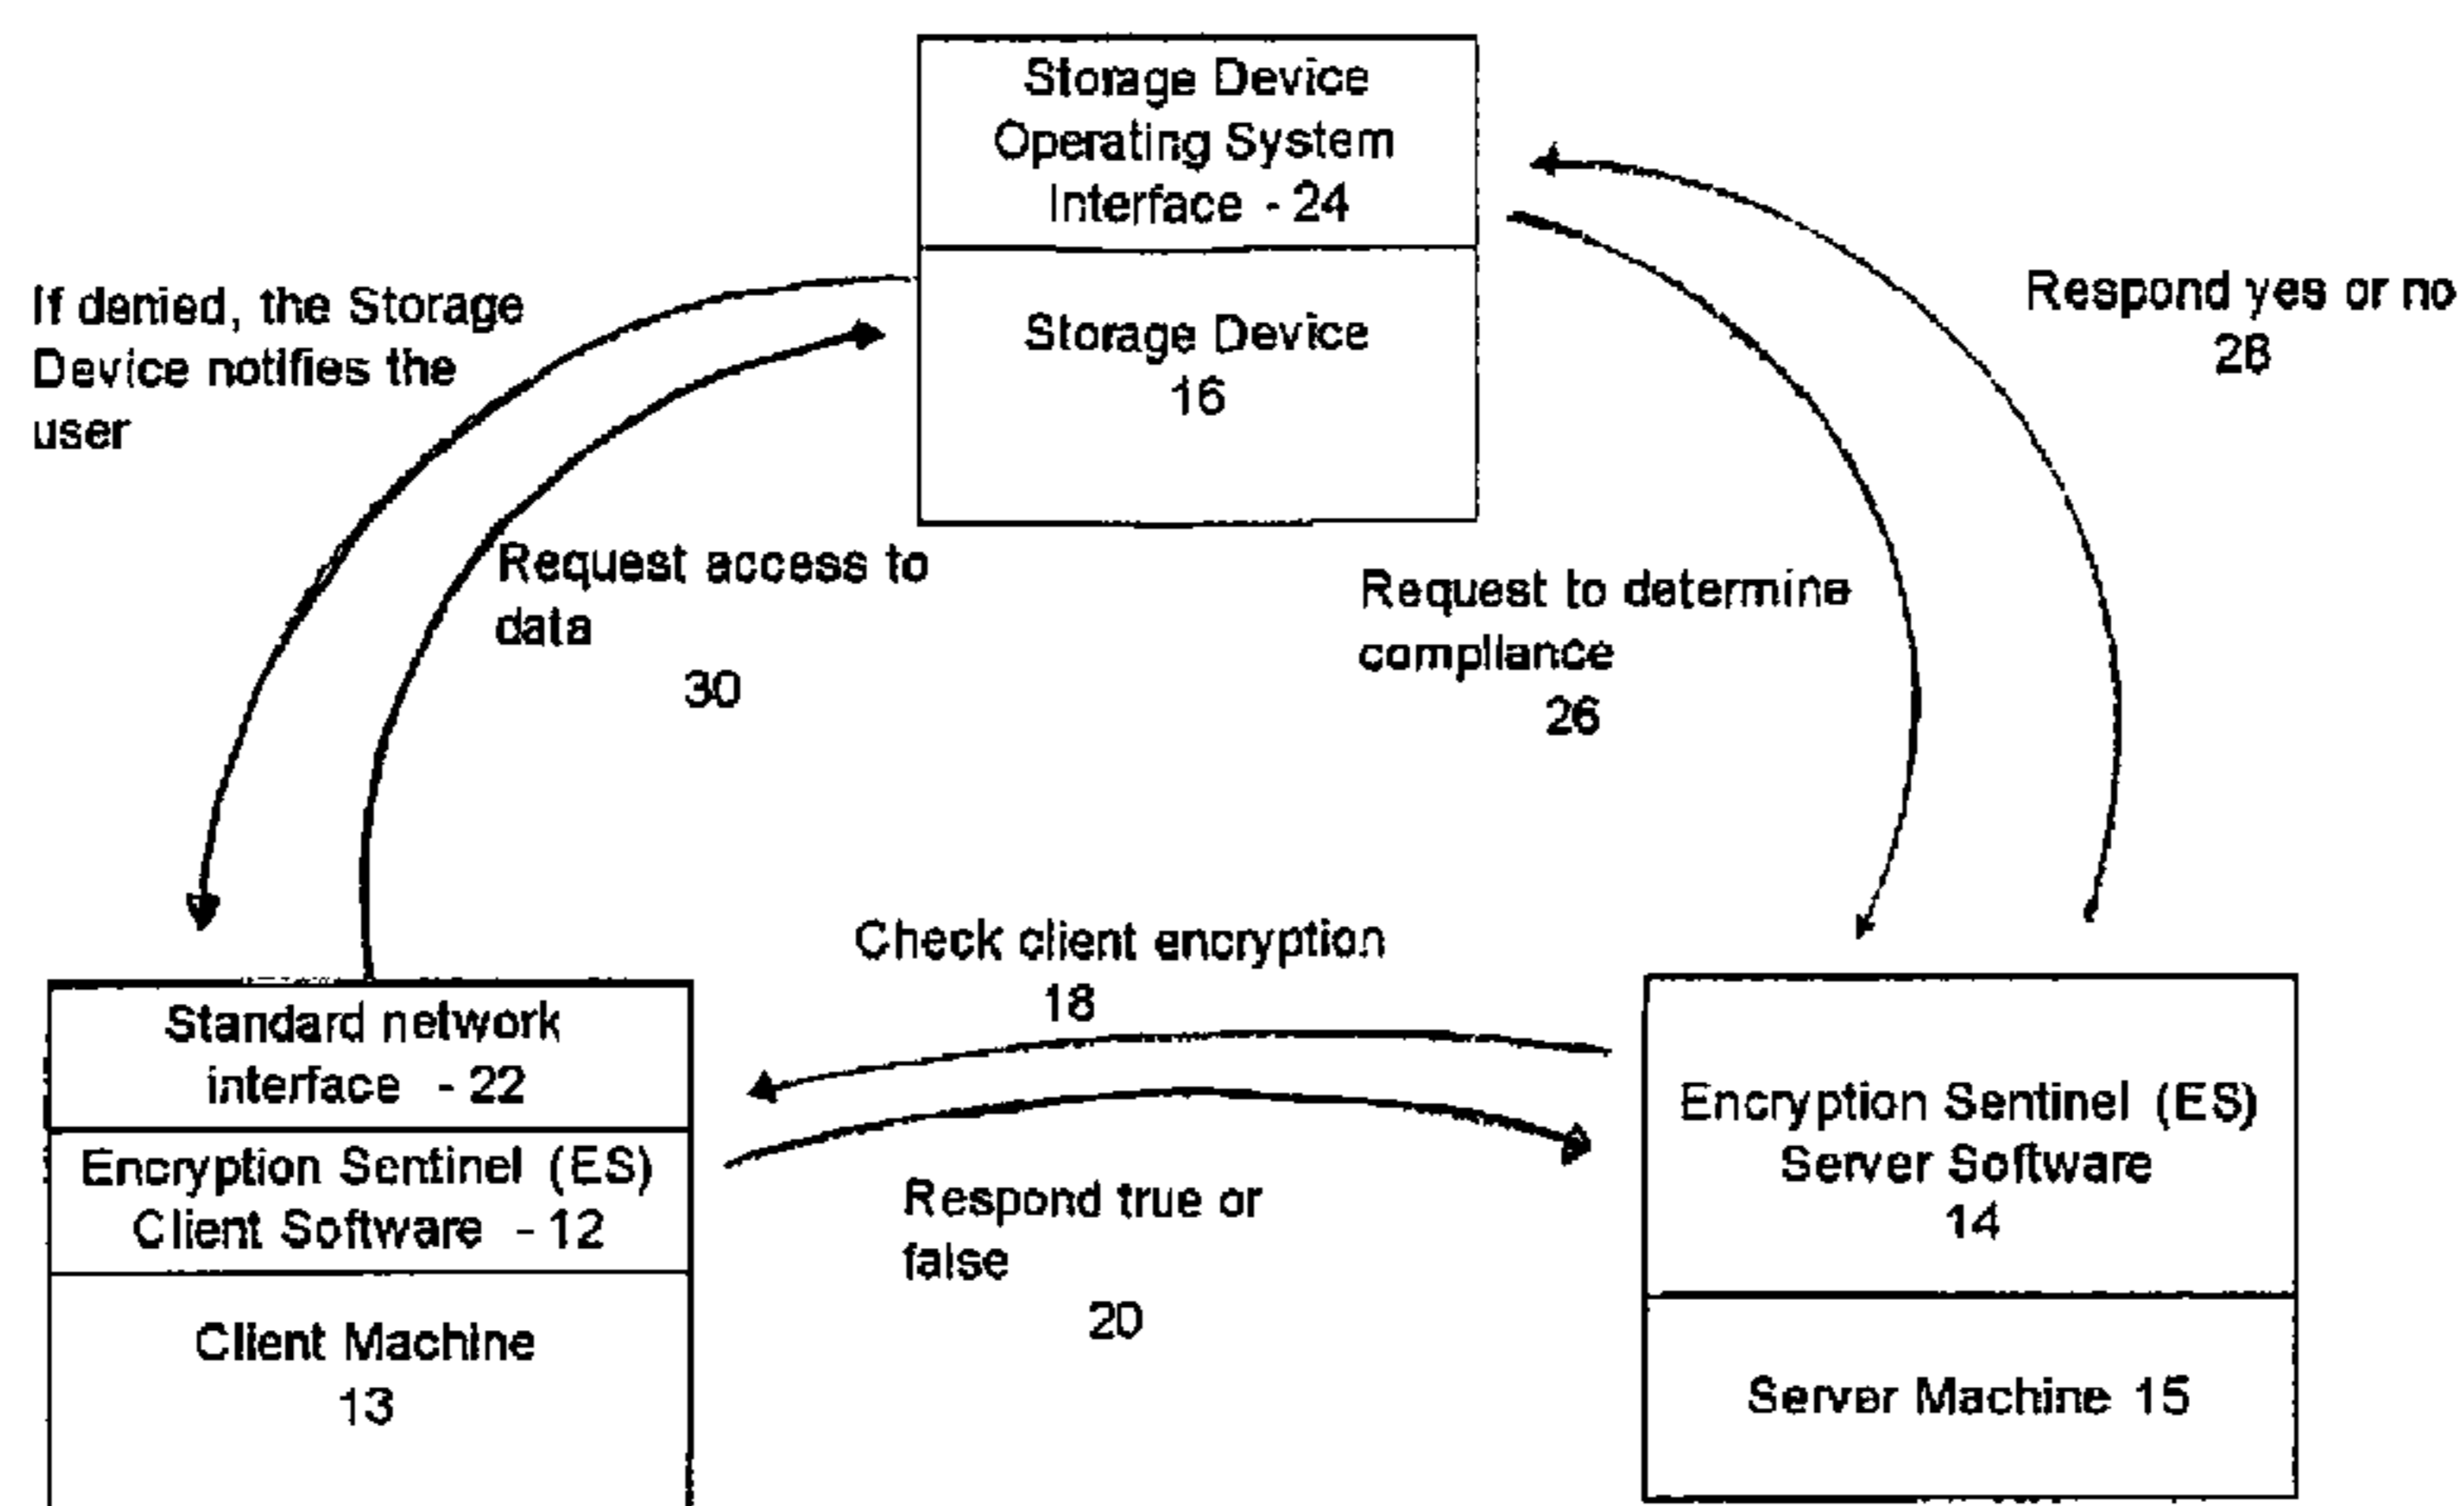 Storage Device
Operating System
Interface - 24
Storage Device
16
If denied, the Storage
Device notifies the
user
Respond yes or no
28
Request access to
data
30
Request to determine
compliance
26
Check client encryption
18
Standard network
interface - 22
Encryption Sentinel (ES)
Client Software - 12
Client Machine
13
Respond true or
false
20
Encryption Sentinel (ES)
Server Software
14
Server Machine 15